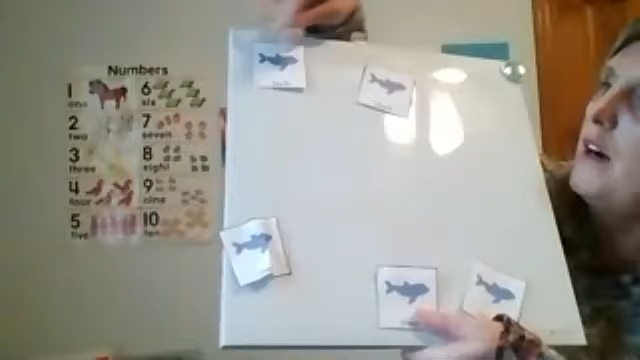 Numbers
1 one
6 six
2 two
7 seven
3 three
8 eight
4 four
9 nine
5 five
10 ten